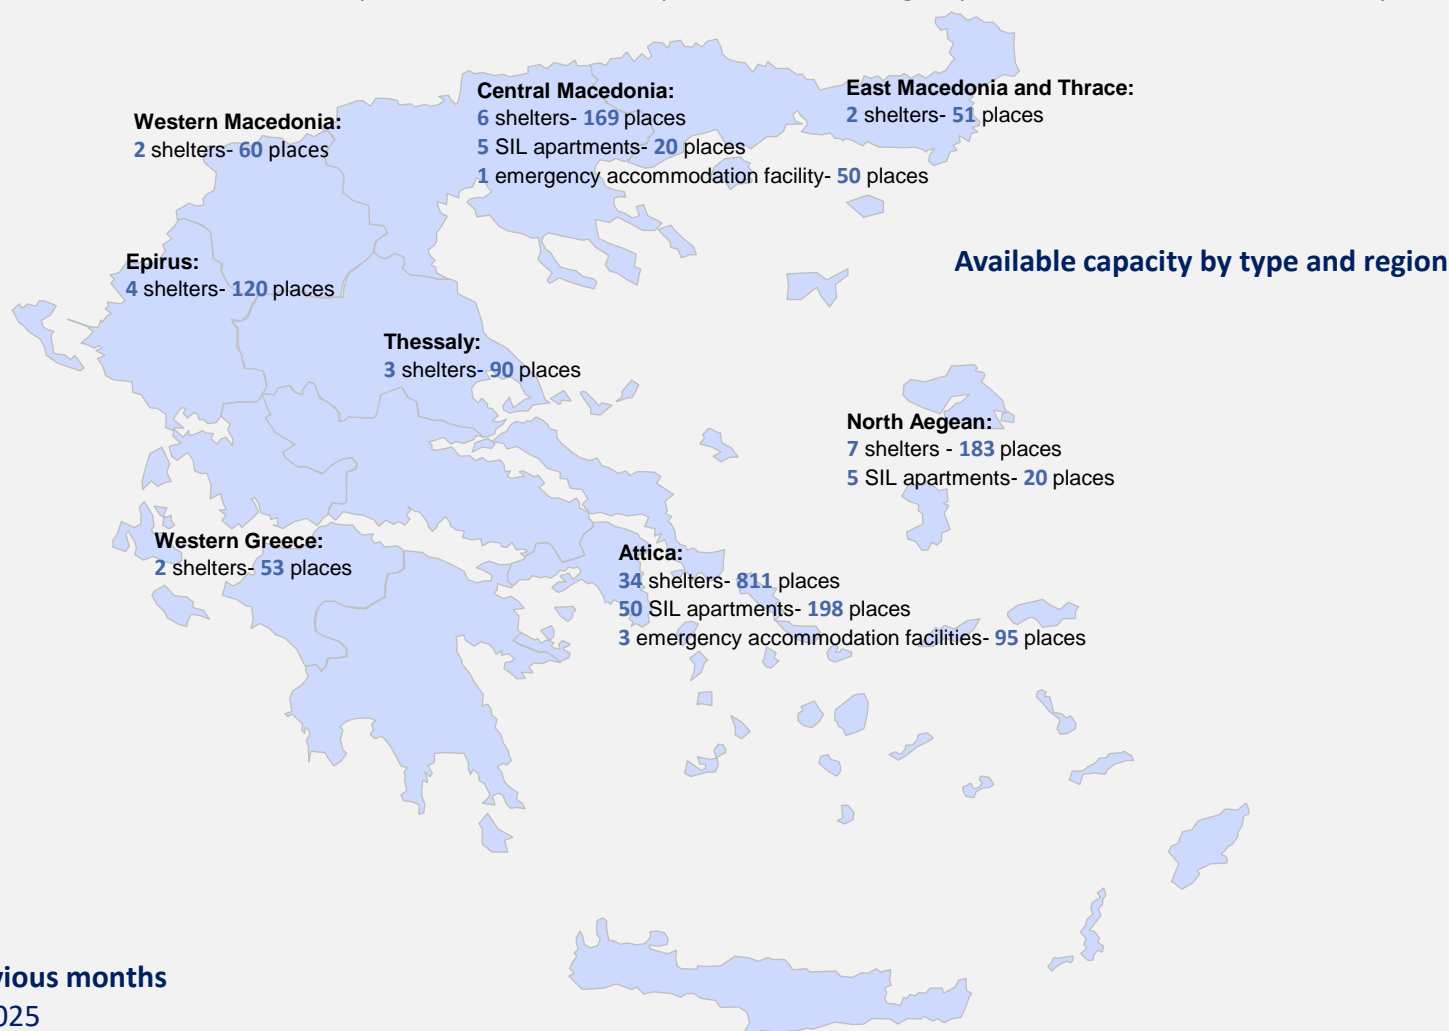 Central Macedonia:
6 shelters- 169 places
5 SIL apartments- 20 places
1 emergency accommodation facility- 50 places
East Macedonia and Thrace:
2 shelters- 51 places
Western Macedonia:
2 shelters- 60 places
Epirus:
4 shelters- 120 places
Available capacity by type and region
Thessaly:
3 shelters- 90 places
North Aegean:
7 shelters - 183 places
5 SIL apartments- 20 places
Western Greece:
2 shelters- 53 places
Attica:
34 shelters- 811 places
50 SIL apartments- 198 places
3 emergency accommodation facilities- 95 places
vious months
025